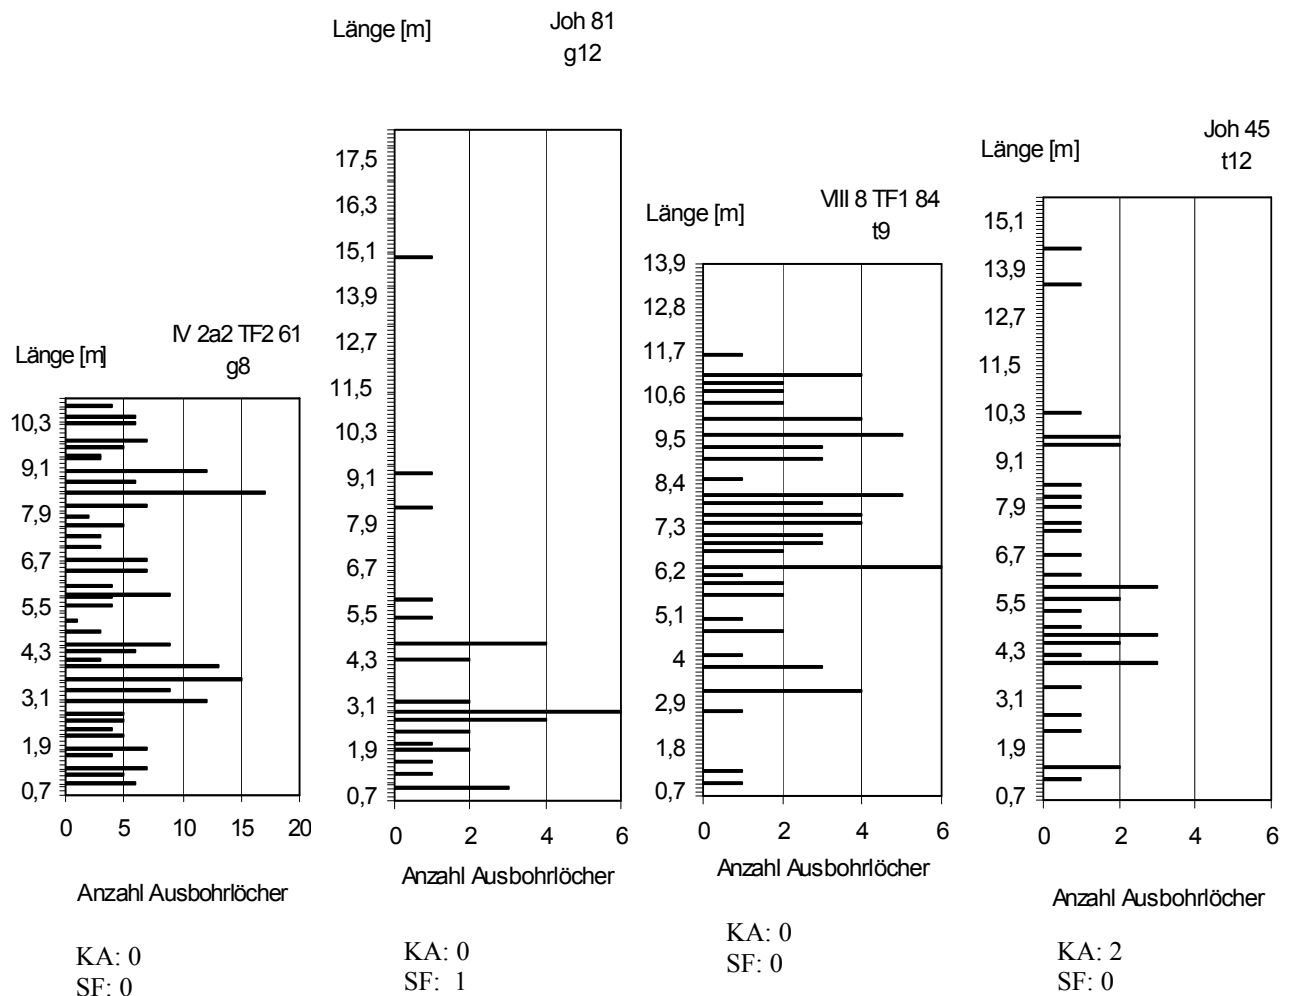 IV 2a2 TF2 61
g8
Länge [m]
10,3
9,1
7,9
6,7
5,5
4,3
3,1
1,9
0,7
0 5 10 15 20
Anzahl Ausbohrlöcher
KA: 0
SF: 0
Joh 81
g12
Länge [m]
17,5
16,3
15,1
13,9
12,7
11,5
10,3
9,1
7,9
6,7
5,5
4,3
3,1
1,9
0,7
0 2 4 6
Anzahl Ausbohrlöcher
KA: 0
SF: 1
VIII 8 TF1 84
t9
Länge [m]
13,9
12,8
11,7
10,6
9,5
8,4
7,3
6,2
5,1
4
2,9
1,8
0,7
0 2 4 6
Anzahl Ausbohrlöcher
KA: 0
SF: 0
Joh 45
t12
Länge [m]
15,1
13,9
12,7
11,5
10,3
9,1
7,9
6,7
5,5
4,3
3,1
1,9
0,7
0 2 4 6
Anzahl Ausbohrlöcher
KA: 2
SF: 0